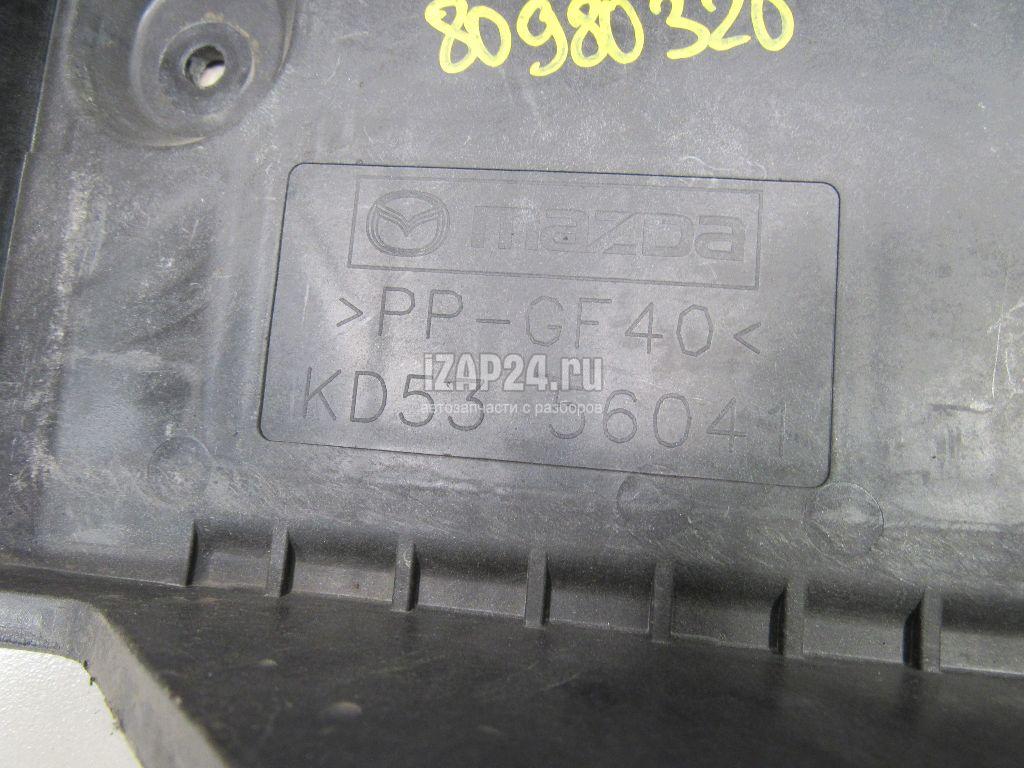 80980320
mazda
>PP-GF40<
iZAP24.ru
автозапчасти с разборов
KD53 56041